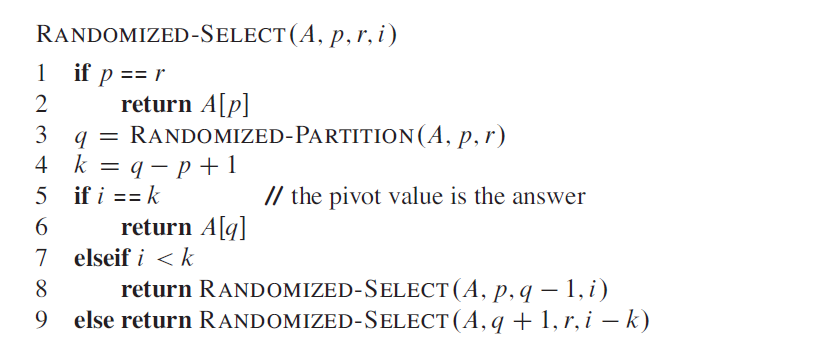 RANDOMIZED-SELECT(A, p, r, i)
1 if p == r
2 return A[p]
3 q = RANDOMIZED-PARTITION(A, p, r)
4 k = q − p + 1
5 if i == k // the pivot value is the answer
6 return A[q]
7 elseif i < k
8 return RANDOMIZED-SELECT(A, p, q − 1, i)
9 else return RANDOMIZED-SELECT(A, q + 1, r, i − k)